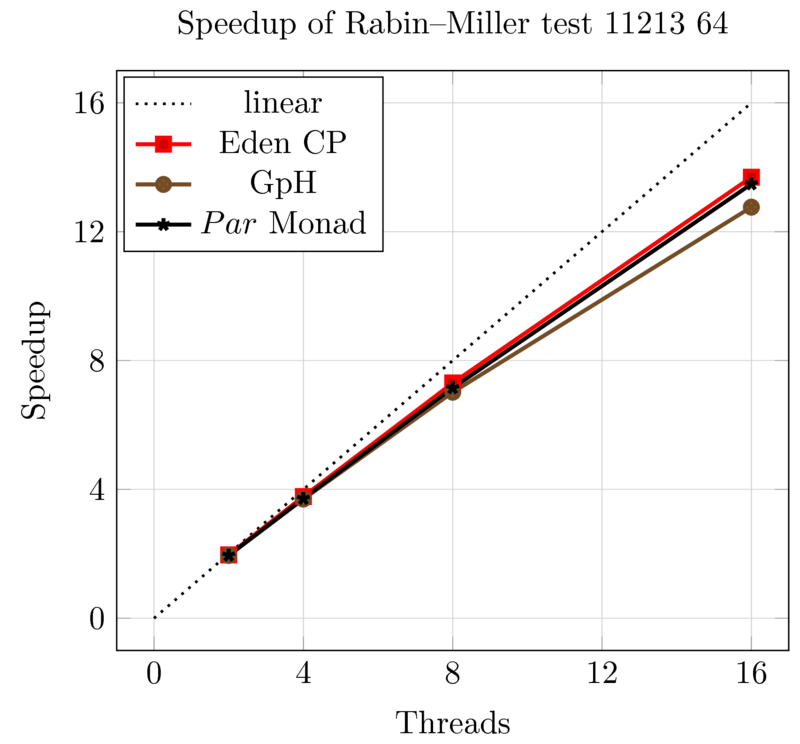 Speedup of Rabin–Miller test 11213 64
linear
Eden CP
GpH
Par Monad
16
12
8
4
0
Speedup
0 4 8 12 16
Threads